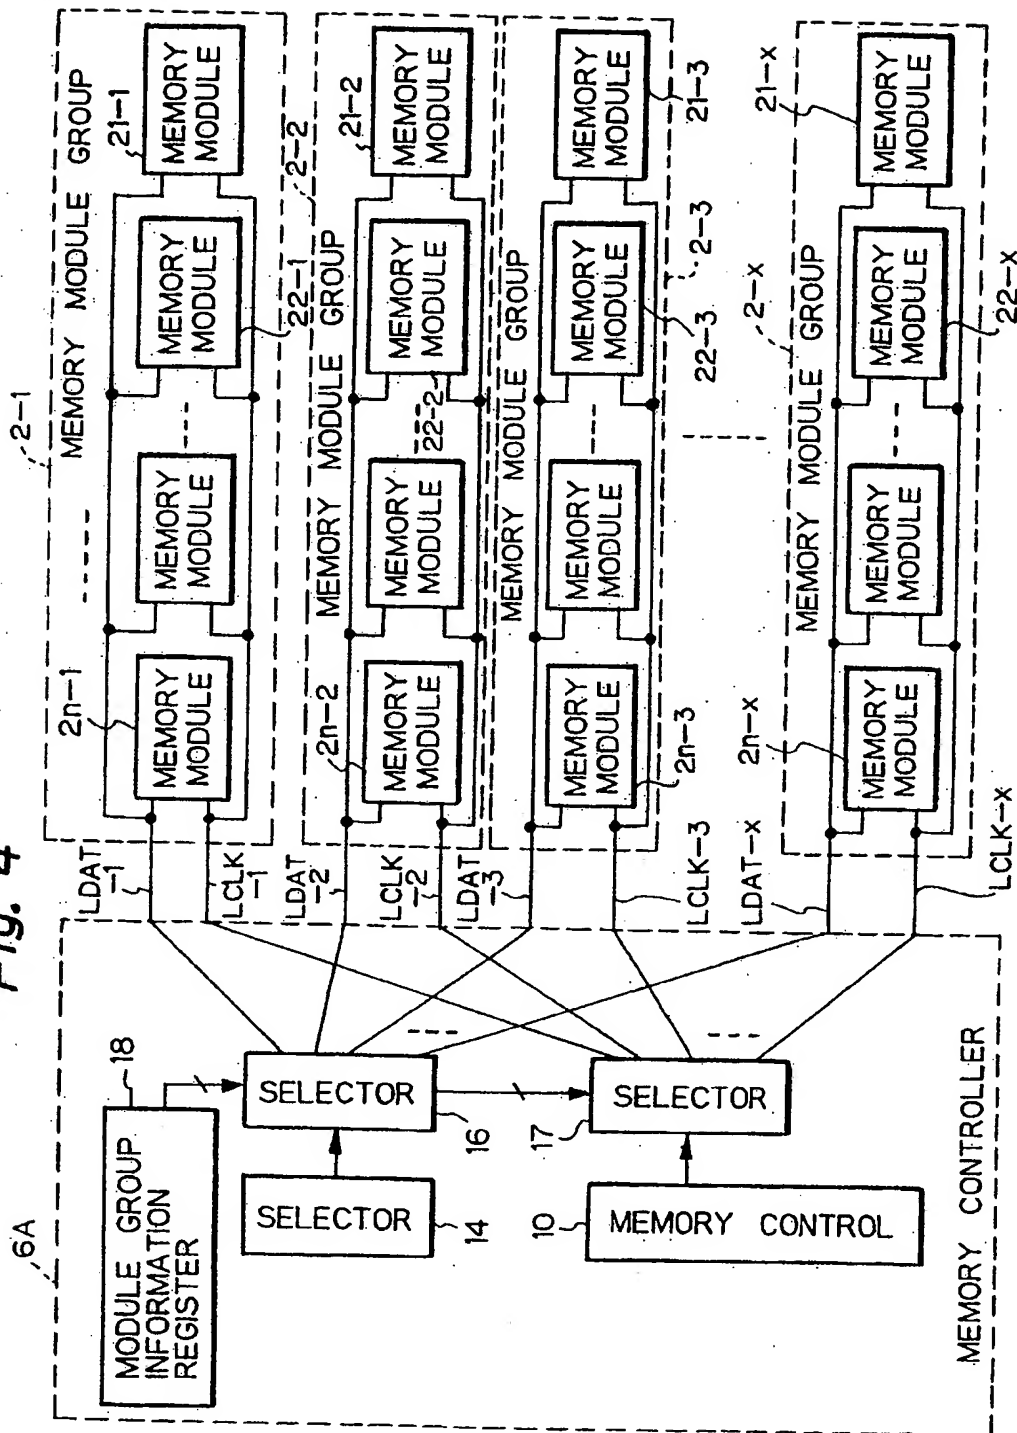 Fig. 4
6A
MODULE GROUP
INFORMATION
REGISTER
18
SELECTOR
16
SELECTOR
14
SELECTOR
17
MEMORY CONTROL
10
MEMORY CONTROLLER
LDAT
-1
LCLK
-1
LDAT
-2
LCLK
-2
LDAT
-3
LCLK-3
LDAT-x
LCLK-x
2-1
MEMORY MODULE GROUP
2n-1
MEMORY
MODULE
MEMORY
MODULE
MEMORY
MODULE
22-1
MEMORY
MODULE
21-1
MEMORY MODULE GROUP
2-2
2n-2
MEMORY
MODULE
MEMORY
MODULE
22-2
MEMORY
MODULE
MEMORY
MODULE
21-2
MEMORY MODULE GROUP
2-3
MEMORY
MODULE
2n-3
MEMORY
MODULE
MEMORY
MODULE
22-3
MEMORY
MODULE
21-3
MEMORY MODULE GROUP
2-x
2n-x
MEMORY
MODULE
MEMORY
MODULE
MEMORY
MODULE
22-x
MEMORY
MODULE
21-x